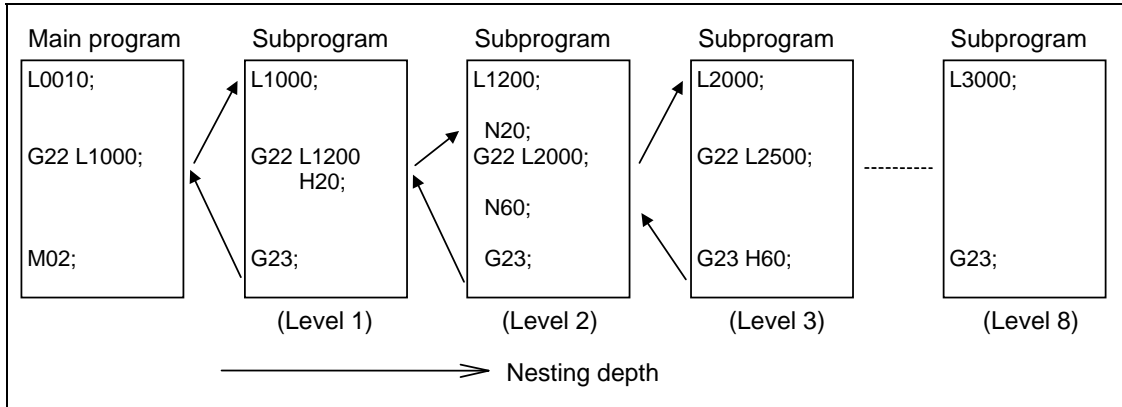 Main program
L0010;
G22 L1000;
M02;
Subprogram
L1000;
G22 L1200
H20;
G23;
(Level 1)
Subprogram
L1200;
N20;
G22 L2000;
N60;
G23;
(Level 2)
Subprogram
L2000;
G22 L2500;
G23 H60;
(Level 3)
Subprogram
L3000;
G23;
(Level 8)
Nesting depth